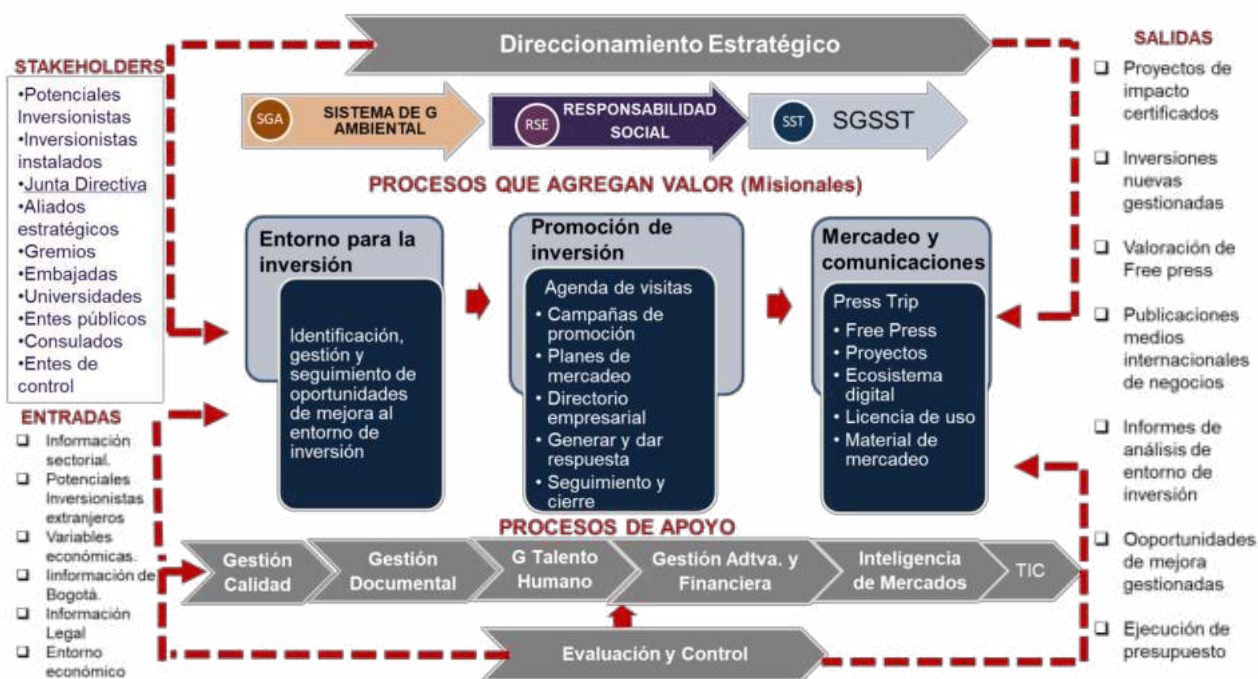 Direccionamiento Estratégico
STAKEHOLDERS
•Potenciales
Inversionistas
•Inversionistas
instalados
•Junta Directiva
•Aliados
estratégicos
•Gremios
•Embajadas
•Universidades
•Entes públicos
•Consulados
•Entes de
control
ENTRADAS
❑ Información
sectorial.
❑ Potenciales
Inversionistas
extranjeros
❑ Variables
económicas.
❑ Iinformación de
Bogotà.
❑ Información
Legal
❑ Entorno
económico
SGA
SISTEMA DE G
AMBIENTAL
RSE
RESPONSABILIDAD
SOCIAL
SST
SGSST
PROCESOS QUE AGREGAN VALOR (Misionales)
Entorno para la
inversión
Identificación,
gestión y
seguimiento de
oportunidades
de mejora al
entorno de
inversión
Promoción de
inversión
Agenda de visitas
• Campañas de
promoción
• Planes de
mercadeo
• Directorio
empresarial
• Generar y dar
respuesta
• Seguimiento y
cierre
Mercadeo y
comunicaciones
Press Trip
• Free Press
• Proyectos
• Ecosistema
digital
• Licencia de uso
• Material de
mercadeo
PROCESOS DE APOYO
Gestión
Calidad
Gestión
Documental
G Talento
Humano
Gestión Adtva. y
Financiera
Inteligencia
de Mercados
TIC
Evaluación y Control
SALIDAS
❑ Proyectos de
impacto
certificados
❑ Inversiones
nuevas
gestionadas
❑ Valoración de
Free press
❑ Publicaciones
medios
internacionales
de negocios
❑ Informes de
análisis de
entorno de
inversión
❑ Ooportunidades
de mejora
gestionadas
❑ Ejecución de
presupuesto